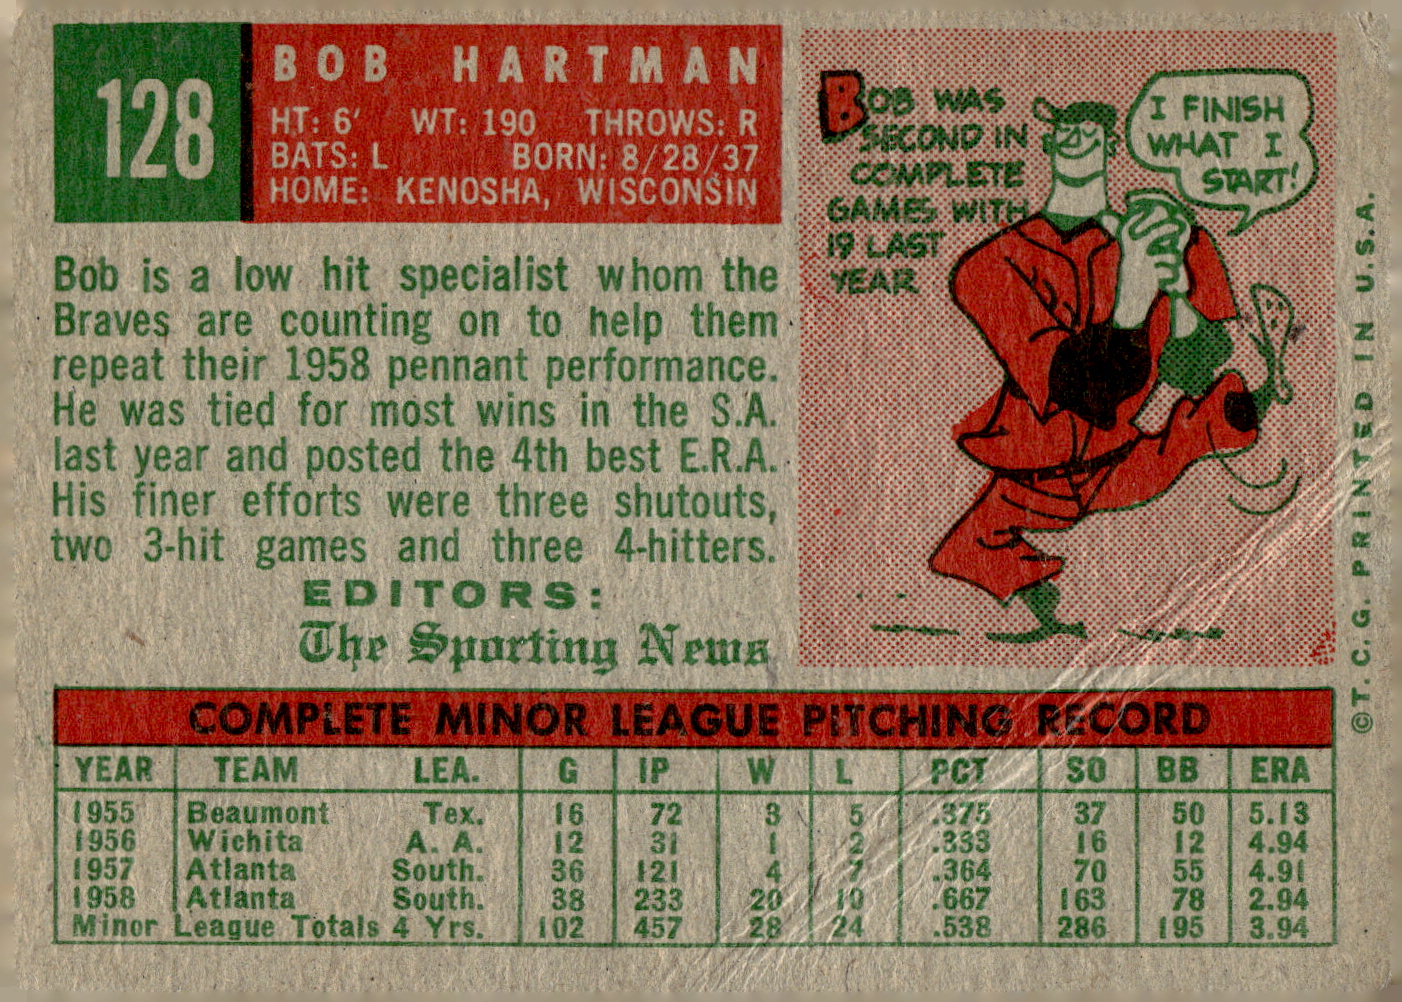 128
BOB HARTMAN
HT: 6' WT: 190 THROWS: R
BATS: L BORN: 8/28/37
HOME: KENOSHA, WISCONSIN
Bob is a low hit specialist whom the
Braves are counting on to help them
repeat their 1958 pennant performance.
He was tied for most wins in the S.A.
last year and posted the 4th best E.R.A.
His finer efforts were three shutouts,
two 3-hit games and three 4-hitters.
EDITORS:
The Sporting News
BOB WAS
SECOND IN
COMPLETE
GAMES WITH
19 LAST
YEAR
I FINISH
WHAT I
START!
©T.C.G. PRINTED IN U.S.A.
COMPLETE MINOR LEAGUE PITCHING RECORD
YEAR TEAM LEA. G IP W L PCT SO BB ERA
1955 Beaumont Tex. 16 72 3 5 .375 37 50 5.13
1956 Wichita A. A. 12 31 1 2 .333 16 12 4.94
1957 Atlanta South. 36 121 4 7 .364 70 55 4.91
1958 Atlanta South. 38 233 20 10 .667 163 78 2.94
Minor League Totals 4 Yrs. 102 457 28 24 .538 286 195 3.94